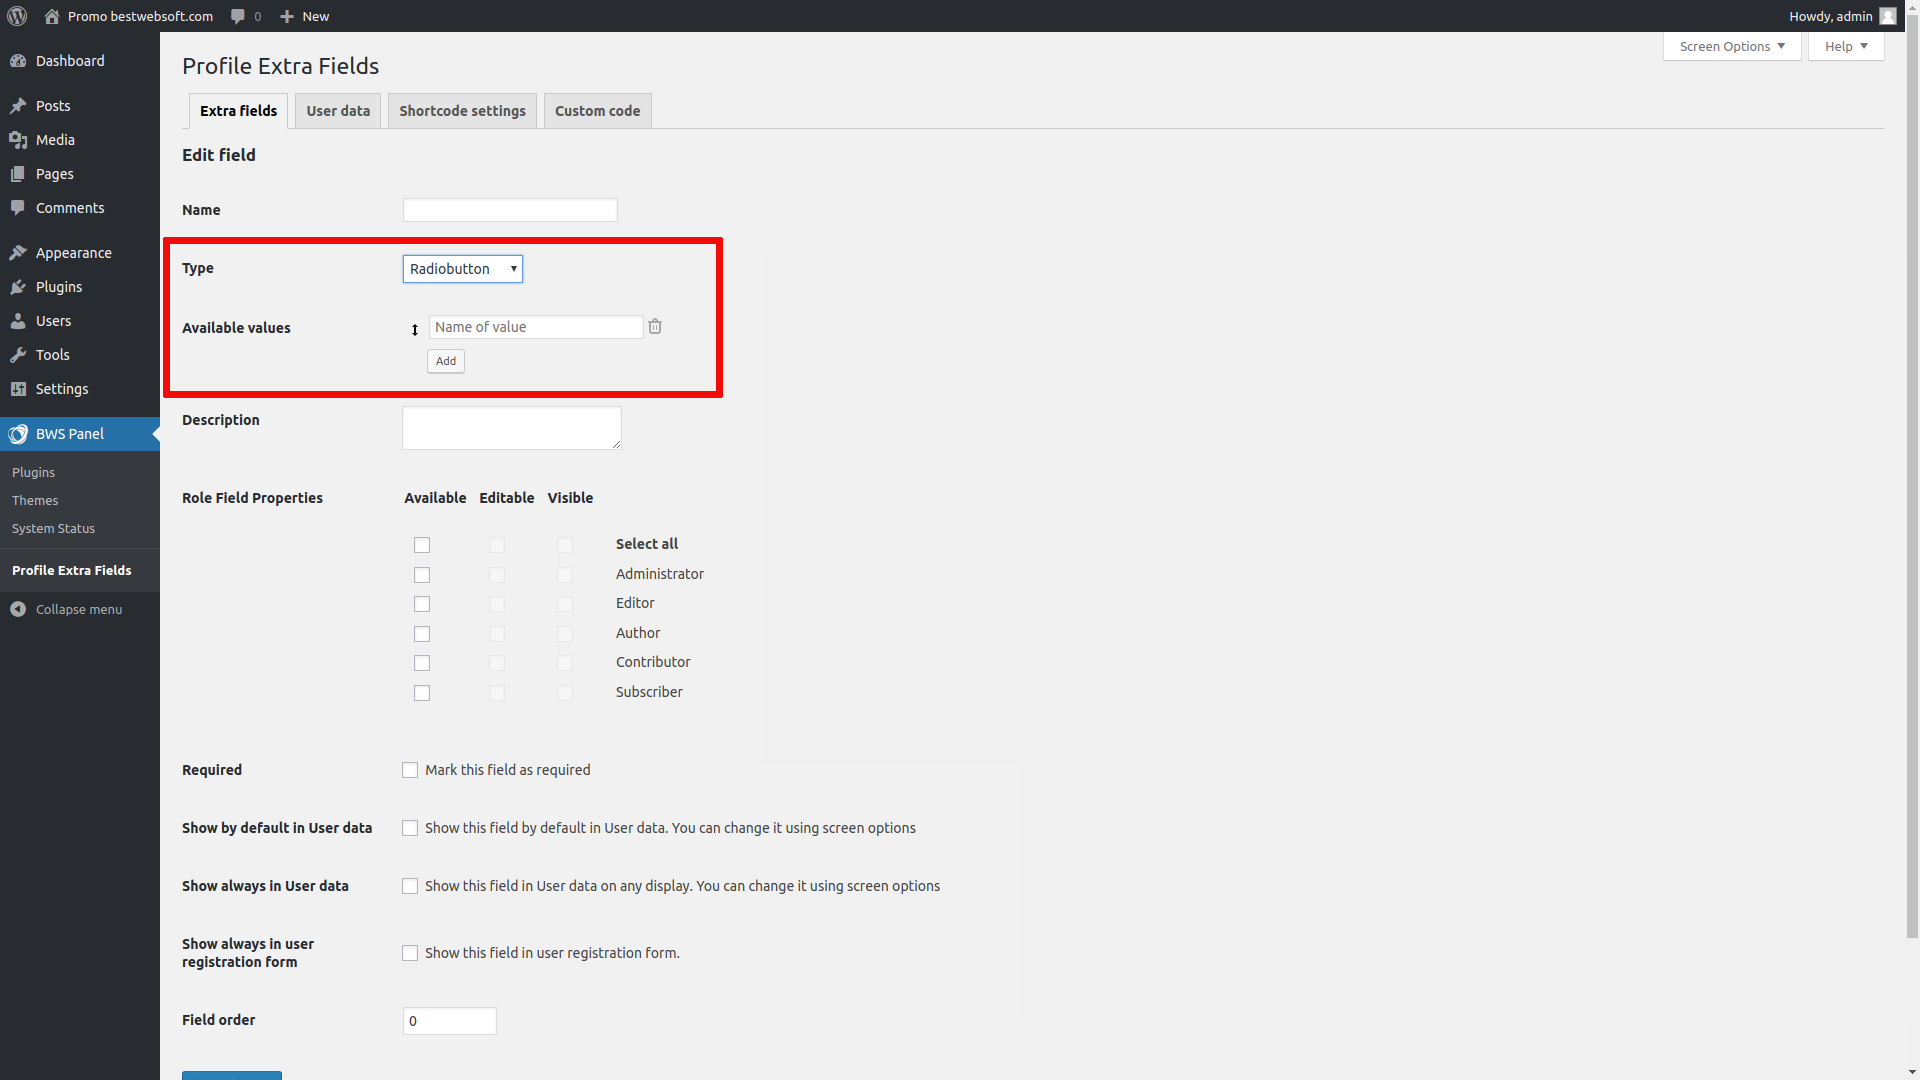 Promo bestwebsoft.com 0 New Howdy, admin
Screen Options Help
Dashboard
Posts
Media
Pages
Comments
Appearance
Plugins
Users
Tools
Settings
BWS Panel
Plugins
Themes
System Status
Profile Extra Fields
Collapse menu
Profile Extra Fields
Extra fields User data Shortcode settings Custom code
Edit field
Name
Type Radiobutton
Available values Name of value
Add
Description
Role Field Properties Available Editable Visible
Select all
Administrator
Editor
Author
Contributor
Subscriber
Required Mark this field as required
Show by default in User data Show this field by default in User data. You can change it using screen options
Show always in User data Show this field in User data on any display. You can change it using screen options
Show always in user
registration form Show this field in user registration form.
Field order 0